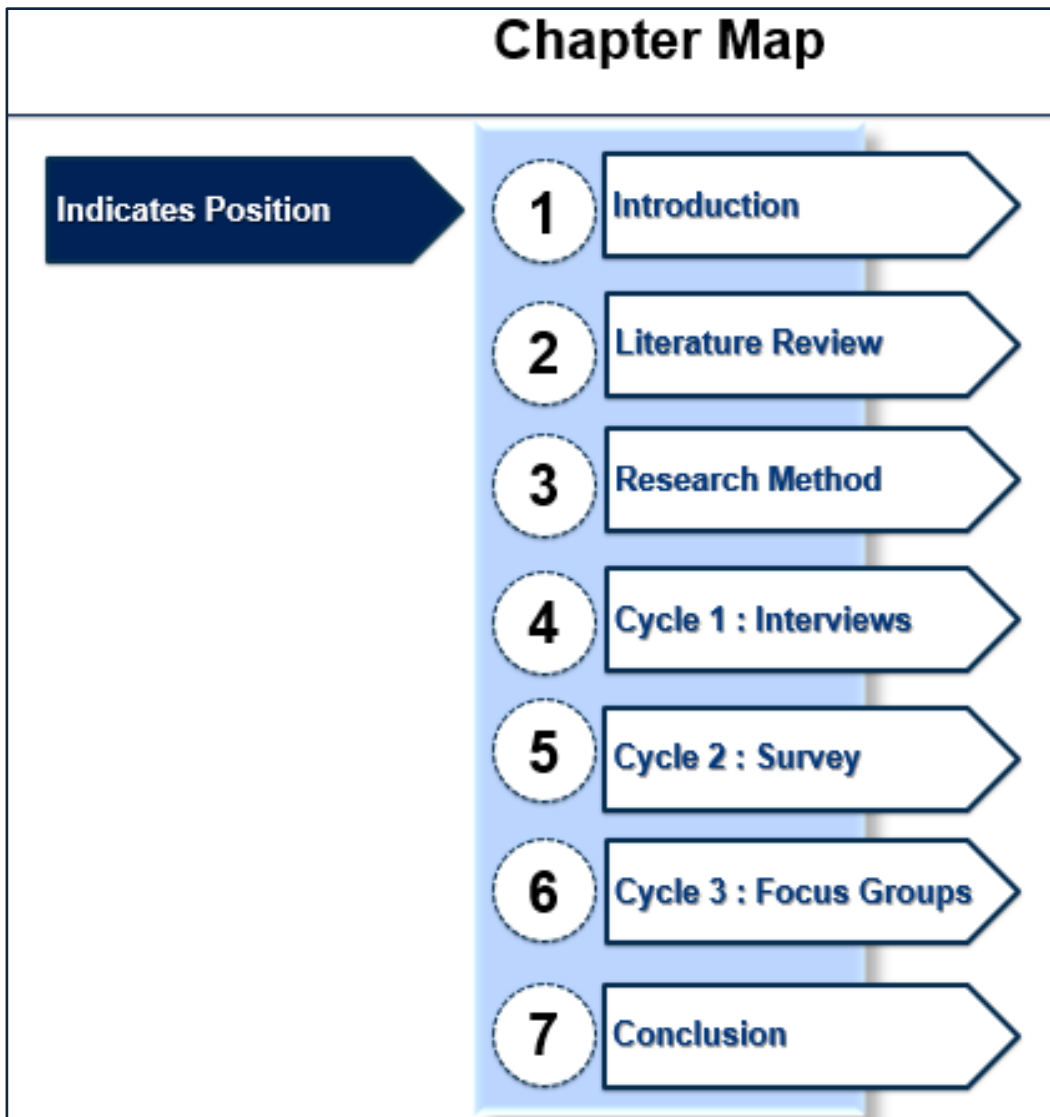 Chapter Map
Indicates Position
1 Introduction
2 Literature Review
3 Research Method
4 Cycle 1 : Interviews
5 Cycle 2 : Survey
6 Cycle 3 : Focus Groups
7 Conclusion